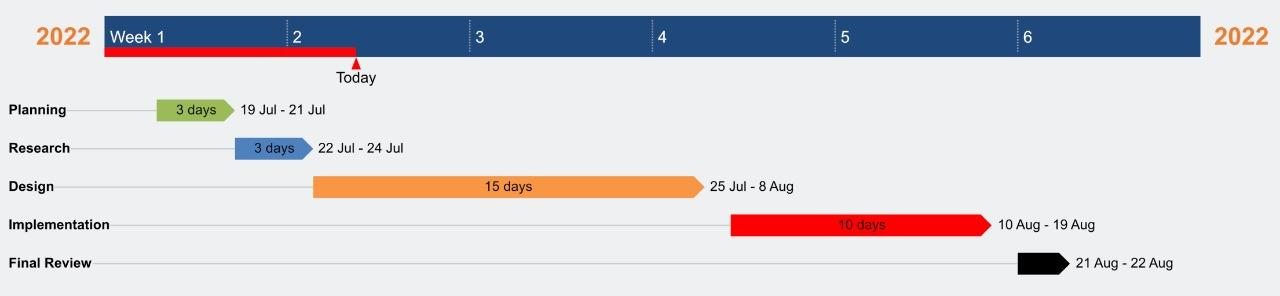 2022 Week 1 2 3 4 5 6 2022
Today
Planning 3 days 19 Jul - 21 Jul
Research 3 days 22 Jul - 24 Jul
Design 15 days 25 Jul - 8 Aug
Implementation 10 days 10 Aug - 19 Aug
Final Review 21 Aug - 22 Aug